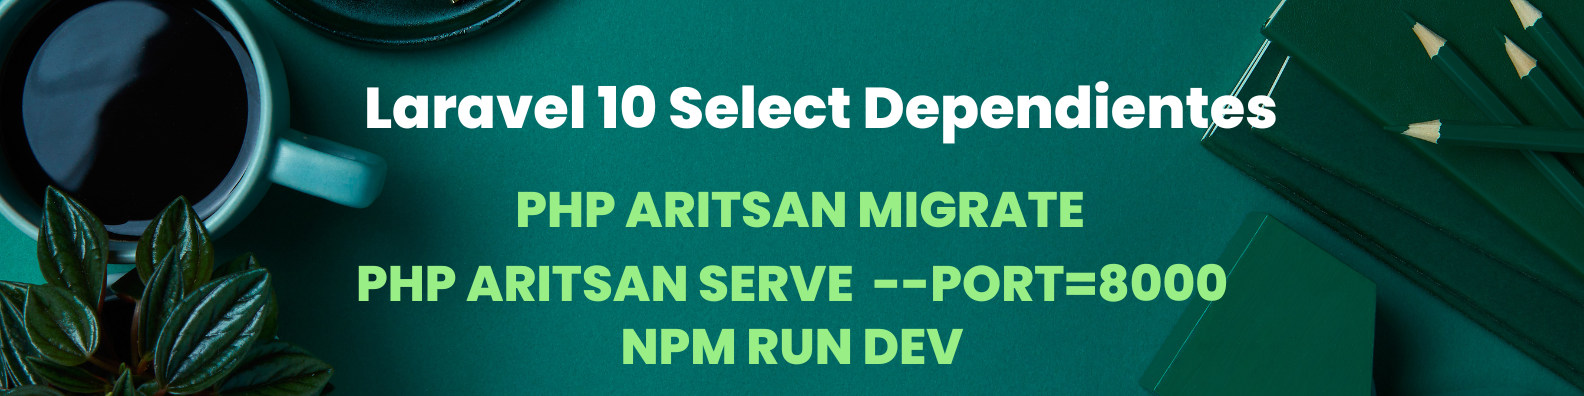 Laravel 10 Select Dependientes
PHP ARITSAN MIGRATE
PHP ARITSAN SERVE --PORT=8000
NPM RUN DEV